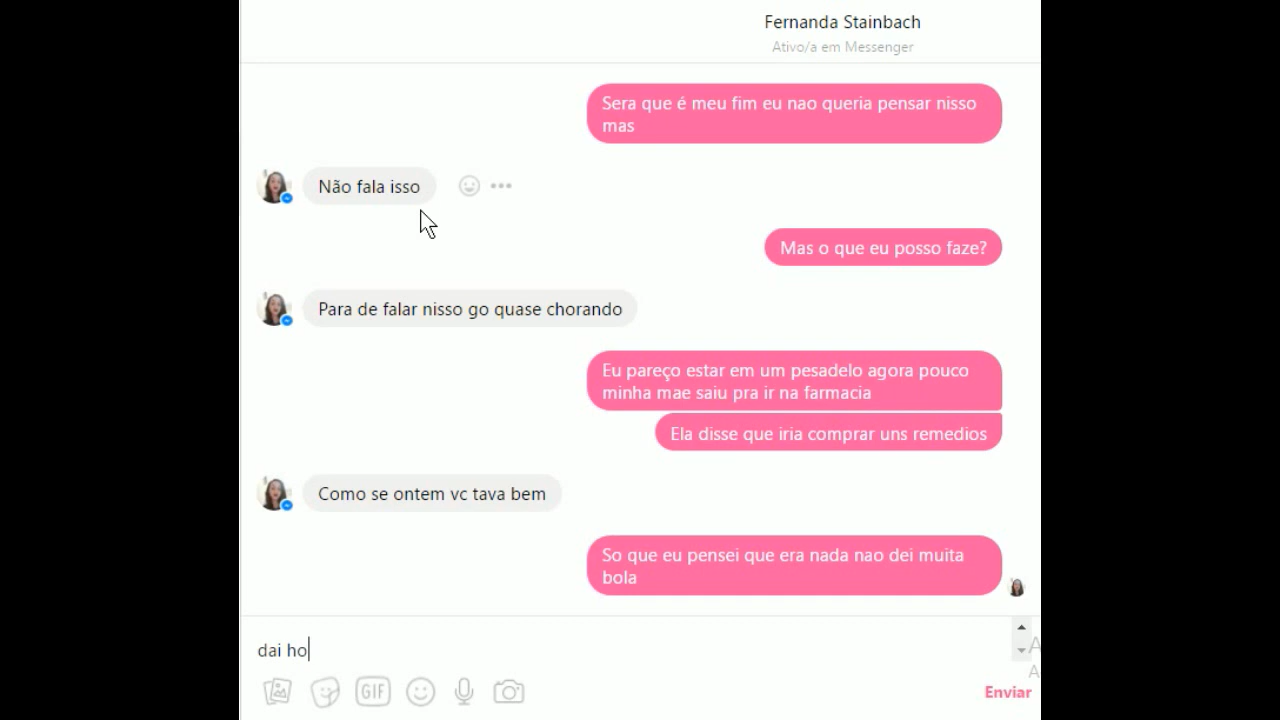 Fernanda Stainbach
Ativo/a em Messenger
Sera que é meu fim eu nao queria pensar nisso
mas
Não fala isso
Mas o que eu posso faze?
Para de falar nisso go quase chorando
Eu pareço estar em um pesadelo agora pouco
minha mae saiu pra ir na farmacia
Ela disse que iria comprar uns remedios
Como se ontem vc tava bem
So que eu pensei que era nada nao dei muita
bola
dai ho
A
A
GIF
Enviar